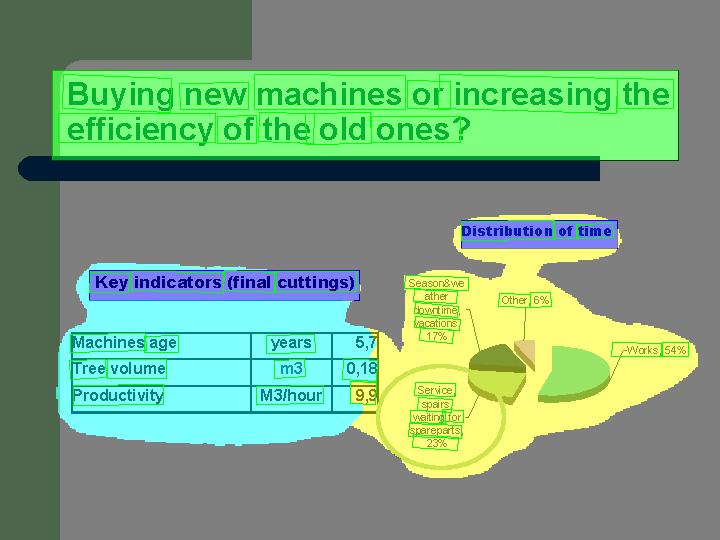 Buying new machines or increasing the
efficiency of the old ones?
Distribution of time
Key indicators (final cuttings)
Machines age years 5,7
Tree volume m3 0,18
Productivity M3/hour 9,9
Season&we
ather
downtime,
vacations
17%
Other, 6%
Works, 54%
Service,
spairs
waiting for
spareparts,
23%